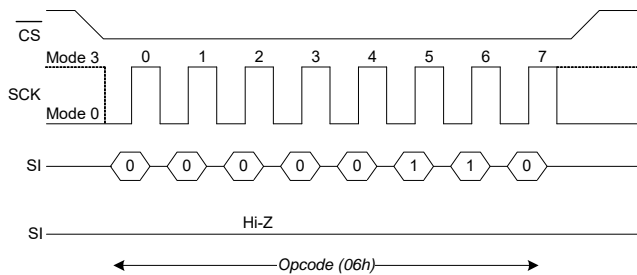 CS
Mode 3 0 1 2 3 4 5 6 7
SCK
Mode 0
SI 0 0 0 0 0 1 1 0
Hi-Z
SI
Opcode (06h)